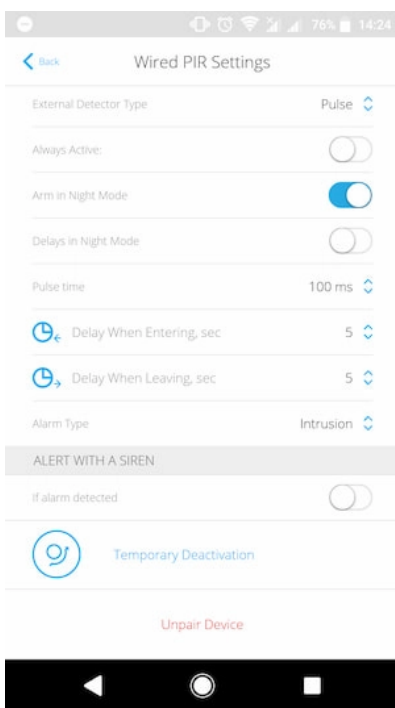 76% 14:24
Back Wired PIR Settings
External Detector Type Pulse
Always Active:
Arm in Night Mode
Delays in Night Mode
Pulse time 100 ms
Delay When Entering, sec 5
Delay When Leaving, sec 5
Alarm Type Intrusion
ALERT WITH A SIREN
If alarm detected
Temporary Deactivation
Unpair Device